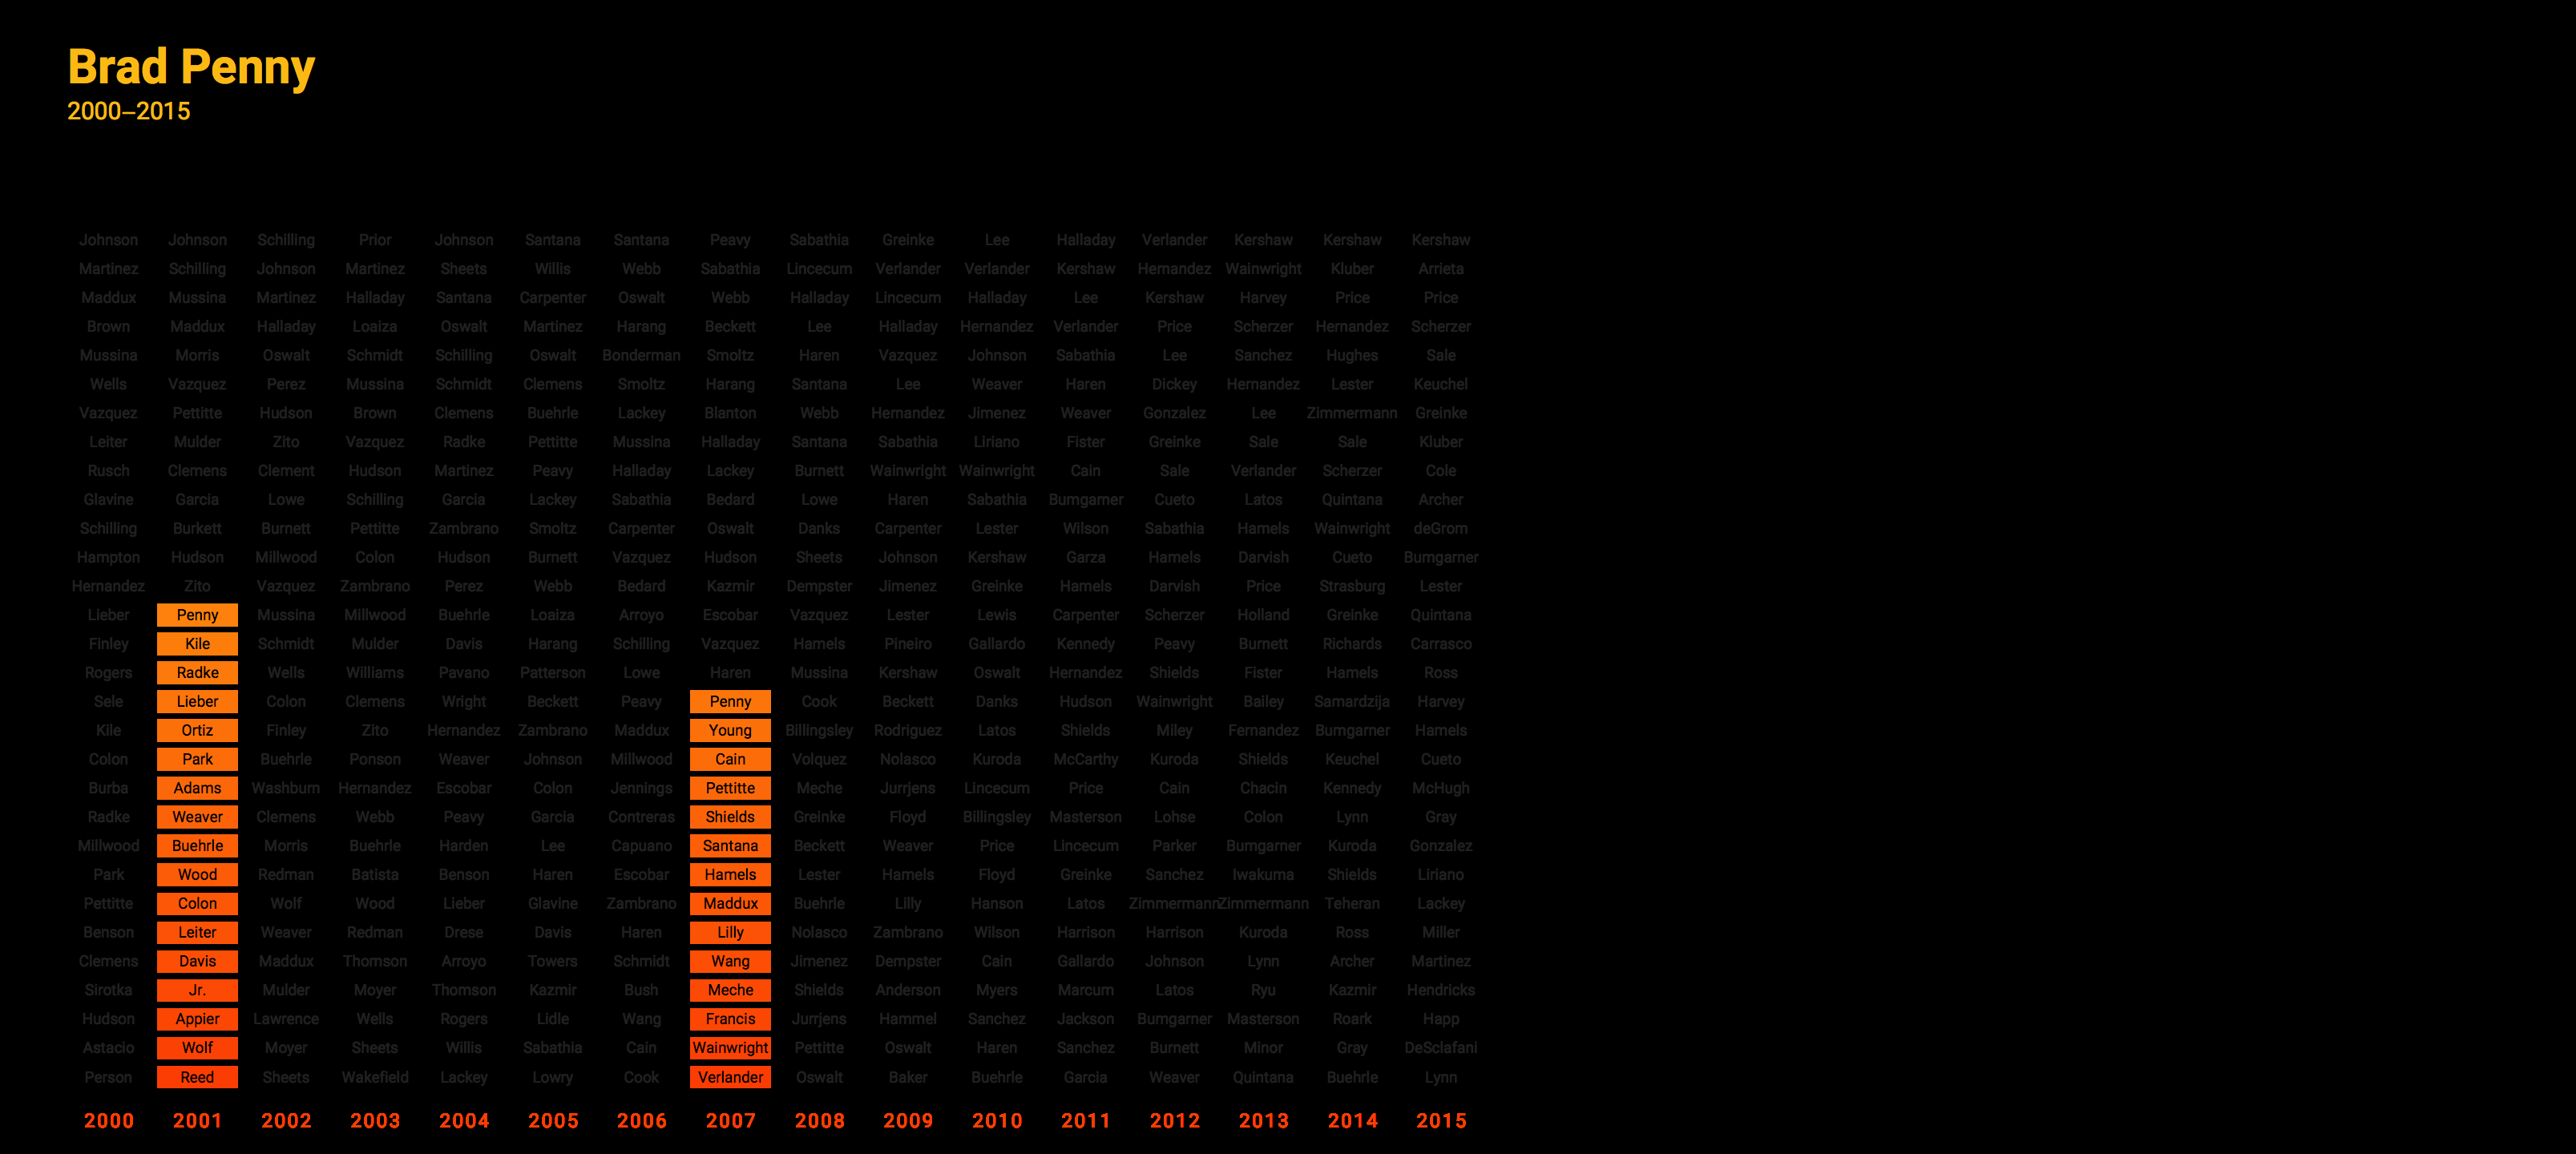 Brad Penny
2000–2015
Johnson Johnson Schilling Prior Johnson Santana Santana Peavy Sabathia Greinke Lee Halladay Verlander Kershaw Kershaw Kershaw
Martinez Schilling Johnson Martinez Sheets Willis Webb Sabathia Lincecum Verlander Verlander Kershaw Hernandez Wainwright Kluber Arrieta
Maddux Mussina Martinez Halladay Santana Carpenter Oswalt Webb Halladay Lincecum Halladay Lee Kershaw Harvey Price Price
Brown Maddux Halladay Loaiza Oswalt Martinez Harang Beckett Lee Halladay Hernandez Verlander Price Scherzer Hernandez Scherzer
Mussina Morris Oswalt Schmidt Schilling Oswalt Bonderman Smoltz Haren Vazquez Johnson Sabathia Lee Sanchez Hughes Sale
Wells Vazquez Perez Mussina Schmidt Clemens Smoltz Harang Santana Lee Weaver Haren Dickey Hernandez Lester Keuchel
Vazquez Pettitte Hudson Brown Clemens Buehrle Lackey Blanton Webb Hernandez Jimenez Weaver Gonzalez Lee Zimmermann Greinke
Leiter Mulder Zito Vazquez Radke Pettitte Mussina Halladay Santana Sabathia Liriano Fister Greinke Sale Sale Kluber
Rusch Clemens Clement Hudson Martinez Peavy Halladay Lackey Burnett Wainwright Wainwright Cain Sale Verlander Scherzer Cole
Glavine Garcia Lowe Schilling Garcia Lackey Sabathia Bedard Lowe Haren Sabathia Bumgarner Cueto Latos Quintana Archer
Schilling Burkett Burnett Pettitte Zambrano Smoltz Carpenter Oswalt Danks Carpenter Lester Wilson Sabathia Hamels Wainwright deGrom
Hampton Hudson Millwood Colon Hudson Burnett Vazquez Hudson Sheets Johnson Kershaw Garza Hamels Darvish Cueto Bumgarner
Hernandez Zito Vazquez Zambrano Perez Webb Bedard Kazmir Dempster Jimenez Greinke Hamels Darvish Price Strasburg Lester
Lieber Penny Mussina Millwood Buehrle Loaiza Arroyo Escobar Vazquez Lester Lewis Carpenter Scherzer Holland Greinke Quintana
Finley Kile Schmidt Mulder Davis Harang Schilling Vazquez Hamels Pineiro Gallardo Kennedy Peavy Burnett Richards Carrasco
Rogers Radke Wells Williams Pavano Patterson Lowe Haren Mussina Kershaw Oswalt Hernandez Shields Fister Hamels Ross
Sele Lieber Colon Clemens Wright Beckett Peavy Penny Cook Beckett Danks Hudson Wainwright Bailey Samardzija Harvey
Kile Ortiz Finley Zito Hernandez Zambrano Maddux Young Billingsley Rodriguez Latos Shields Miley Fernandez Bumgarner Hamels
Colon Park Buehrle Ponson Weaver Johnson Millwood Cain Volquez Nolasco Kuroda McCarthy Kuroda Shields Keuchel Cueto
Burba Adams Washburn Hernandez Escobar Colon Jennings Pettitte Meche Jurrjens Lincecum Price Cain Chacin Kennedy McHugh
Radke Weaver Clemens Webb Peavy Garcia Contreras Shields Greinke Floyd Billingsley Masterson Lohse Colon Lynn Gray
Millwood Buehrle Morris Buehrle Harden Lee Capuano Santana Beckett Weaver Price Lincecum Parker Bumgarner Kuroda Gonzalez
Park Wood Redman Batista Benson Haren Escobar Hamels Lester Hamels Floyd Greinke Sanchez Iwakuma Shields Liriano
Pettitte Colon Wolf Wood Lieber Glavine Zambrano Maddux Buehrle Lilly Hanson Latos Zimmermann Zimmermann Teheran Lackey
Benson Leiter Weaver Redman Drese Davis Haren Lilly Nolasco Zambrano Wilson Harrison Harrison Kuroda Ross Miller
Clemens Davis Maddux Thomson Arroyo Towers Schmidt Wang Jimenez Dempster Cain Gallardo Johnson Lynn Archer Martinez
Sirotka Jr. Mulder Moyer Thomson Kazmir Bush Meche Shields Anderson Myers Marcum Latos Ryu Kazmir Hendricks
Hudson Appier Lawrence Wells Rogers Lidle Wang Francis Jurrjens Hammel Sanchez Jackson Bumgarner Masterson Roark Happ
Astacio Wolf Moyer Sheets Willis Sabathia Cain Wainwright Pettitte Oswalt Haren Sanchez Burnett Minor Gray DeSclafani
Person Reed Sheets Wakefield Lackey Lowry Cook Verlander Oswalt Baker Buehrle Garcia Weaver Quintana Buehrle Lynn
2000 2001 2002 2003 2004 2005 2006 2007 2008 2009 2010 2011 2012 2013 2014 2015